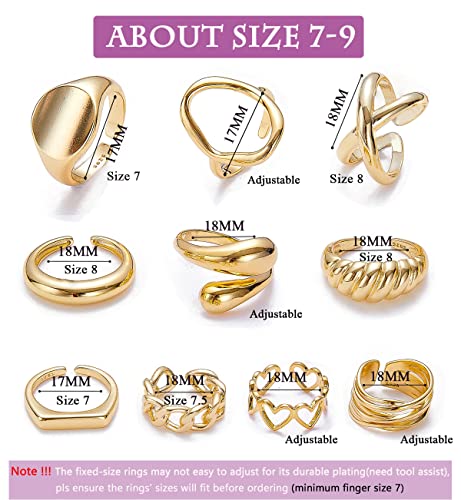 ABOUT SIZE 7-9
17MM
Size 7
17MM
Adjustable
18MM
Size 8
18MM
Size 8
18MM
Adjustable
18MM
Size 8
17MM
Size 7
18MM
Size 7.5
18MM
Adjustable
18MM
Adjustable
Note !!! The fixed-size rings may not easy to adjust for its durable plating(need tool assist),
pls ensure the rings' sizes will fit before ordering (minimum finger size 7)